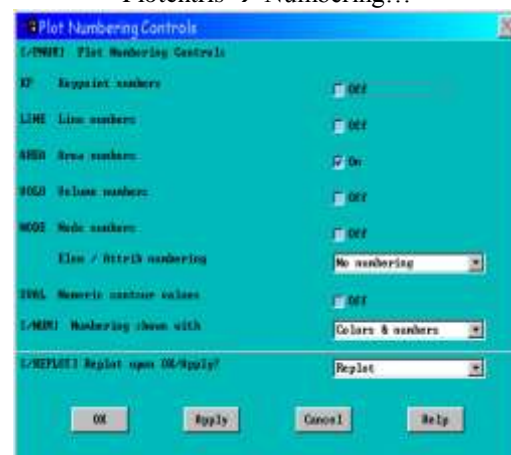 Plotcntrls → Numbering…
Plot Numbering Controls
[/PNUM] Plot Numbering Controls
KP Keypoint numbers Off
LINE Line numbers Off
AREA Area numbers On
VOLU Volume numbers Off
NODE Node numbers Off
Elem / Attrib numbering No numbering
SVAL Numeric contour values Off
[/NUM] Numbering shown with Colors & numbers
[/REPLOT] Replot upon OK/Apply? Replot
OK Apply Cancel Help